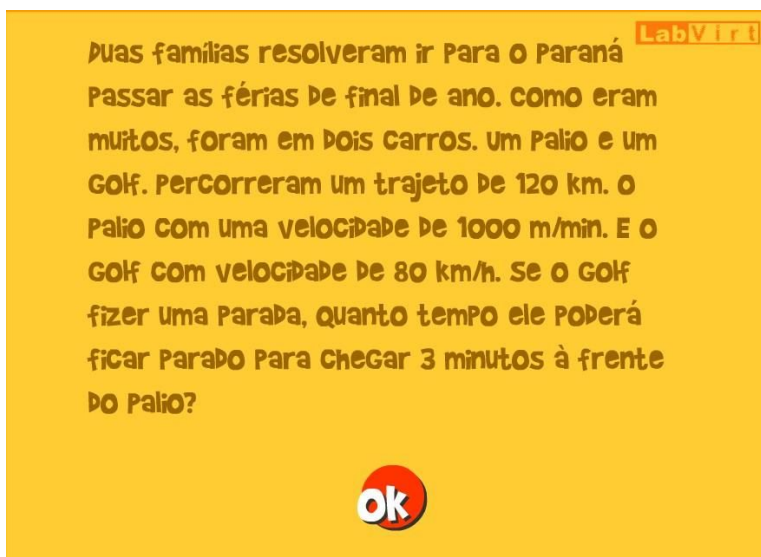 LabVirt
Duas famílias resolveram ir para o Paraná
passar as férias de final de ano. Como eram
muitos, foram em dois carros. Um Palio e um
Golf. Percorreram um trajeto de 120 km. O
Palio com uma velocidade de 1000 m/min. E o
Golf com velocidade de 80 km/h. Se o Golf
fizer uma parada, quanto tempo ele poderá
ficar parado para chegar 3 minutos à frente
do Palio?
Ok